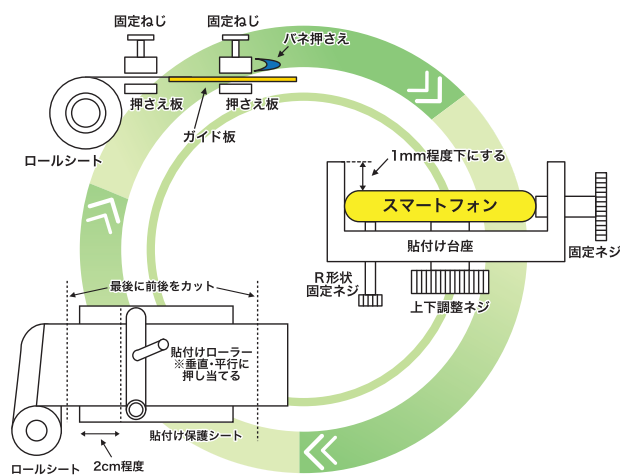 固定ねじ
固定ねじ
バネ押さえ
押さえ板
押さえ板
ガイド板
ロールシート
1mm程度下にする
スマートフォン
貼付け台座
固定ネジ
R形状
固定ネジ
上下調整ネジ
最後に前後をカット
貼付けローラー
※垂直・平行に
押し当てる
貼付け保護シート
ロールシート
2cm程度